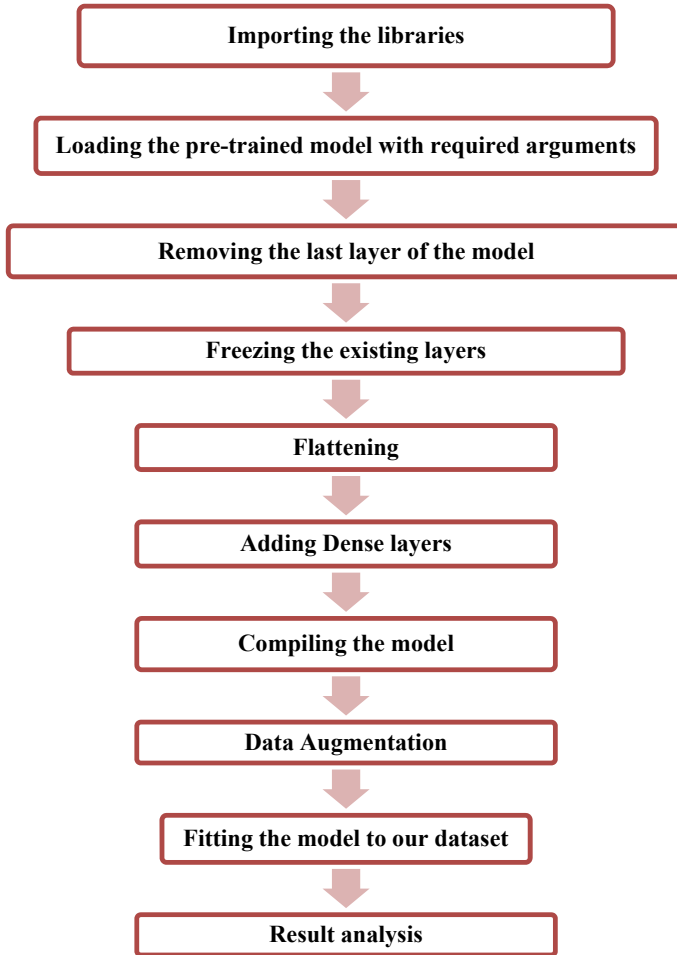 Importing the libraries
Loading the pre-trained model with required arguments
Removing the last layer of the model
Freezing the existing layers
Flattening
Adding Dense layers
Compiling the model
Data Augmentation
Fitting the model to our dataset
Result analysis